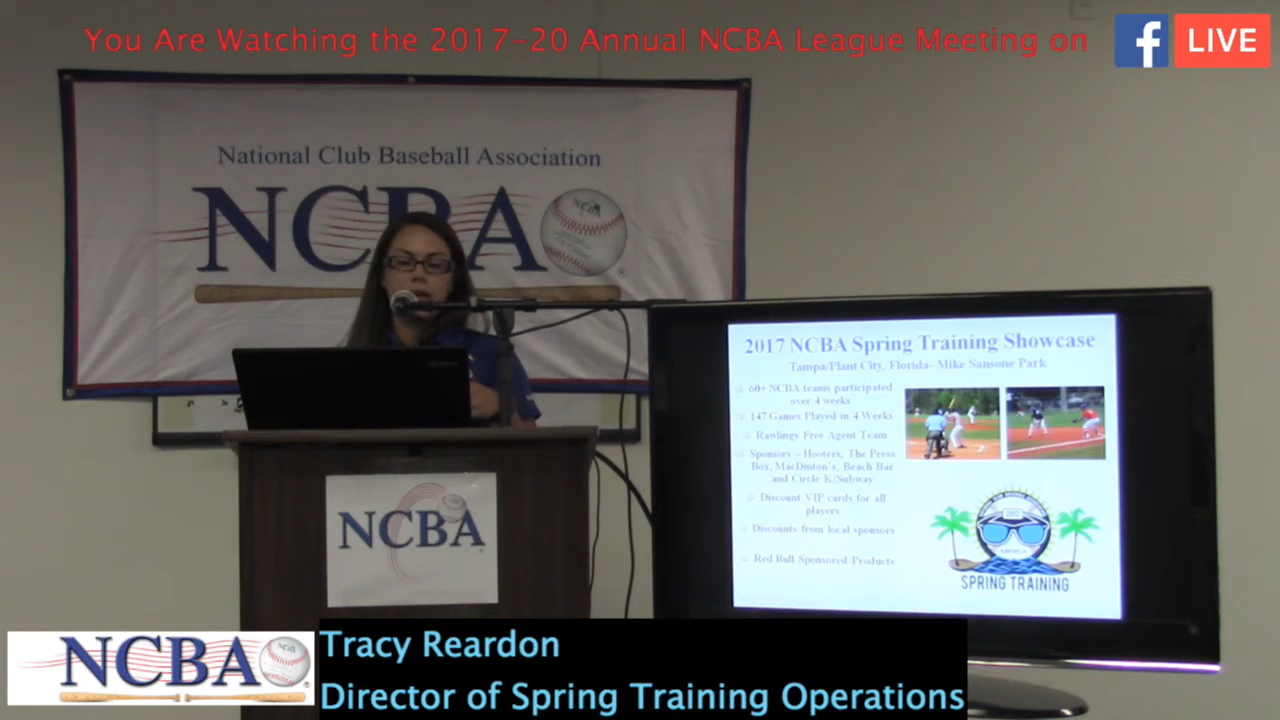 You Are Watching the 2017-20 Annual NCBA League Meeting on
f LIVE
National Club Baseball Association
NCBA
2017 NCBA Spring Training Showcase
Tampa/Plant City, Florida- Mike Sansone Park
60+ NCBA teams participated
over 4 weeks
147 Games Played in 4 Weeks
Rawlings Free Agent Team
Sponsors – Hooters, The Press
Box, MacDinton's, Beach Bar
and Circle K/Subway
Discount VIP cards for all
players
Discounts from local sponsors
Red Bull Sponsored Products
SPRING TRAINING
NCBA
NCBA
Tracy Reardon
Director of Spring Training Operations